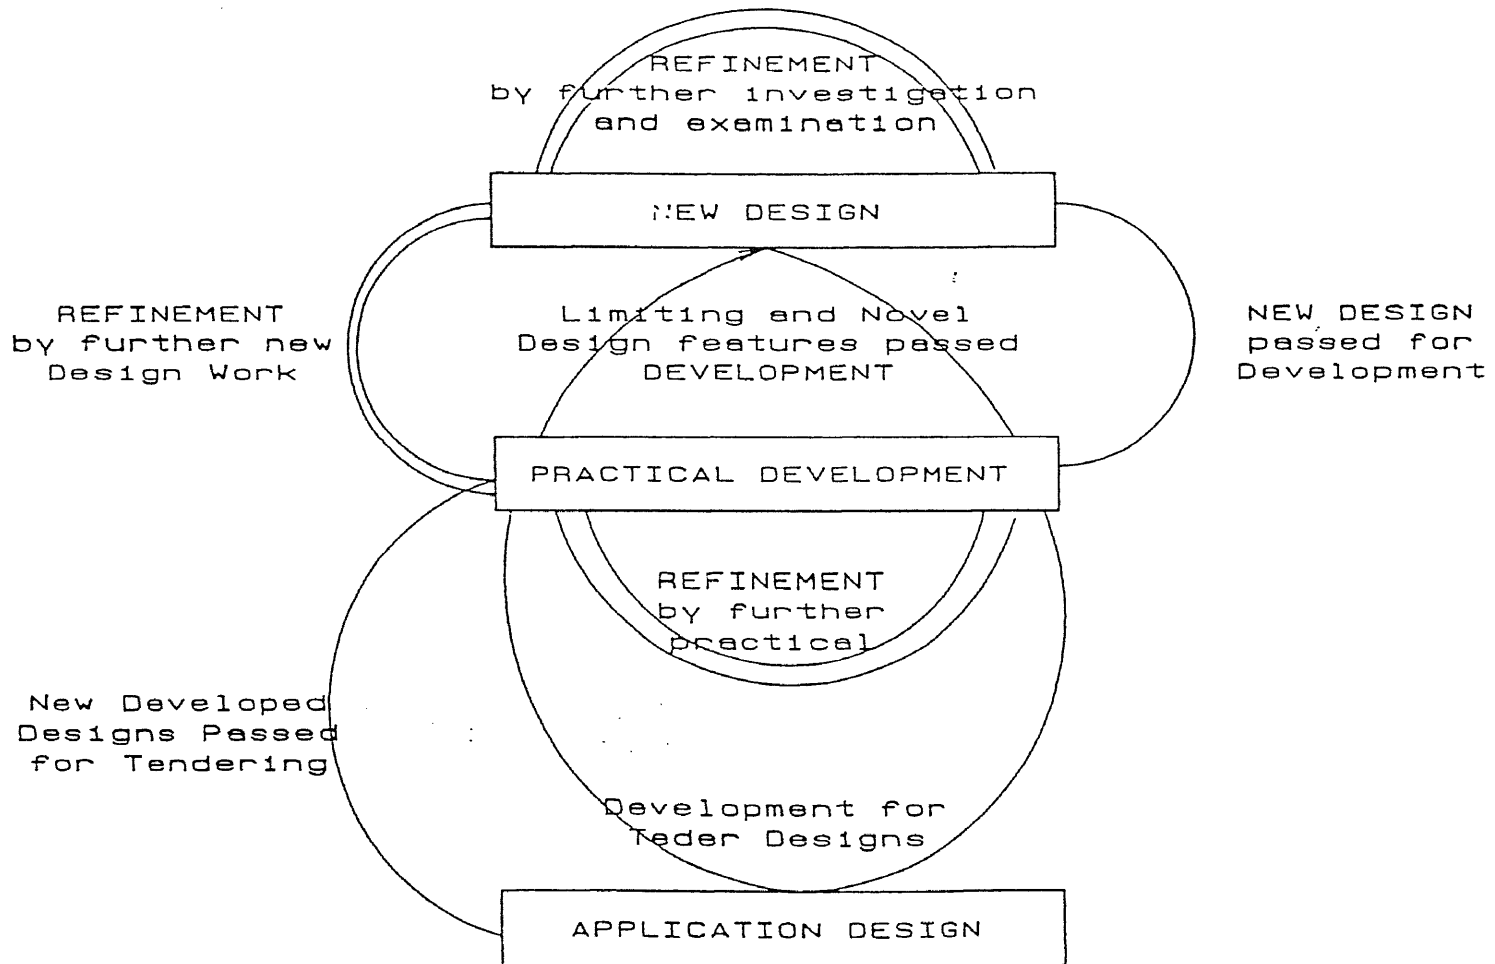 REFINEMENT
by further investigation
and examination
NEW DESIGN
REFINEMENT
by further new
Design Work
Limiting and Novel
Design features passed
DEVELOPMENT
NEW DESIGN
passed for
Development
PRACTICAL DEVELOPMENT
REFINEMENT
by further
practical
New Developed
Designs Passed
for Tendering
Development for
Teder Designs
APPLICATION DESIGN